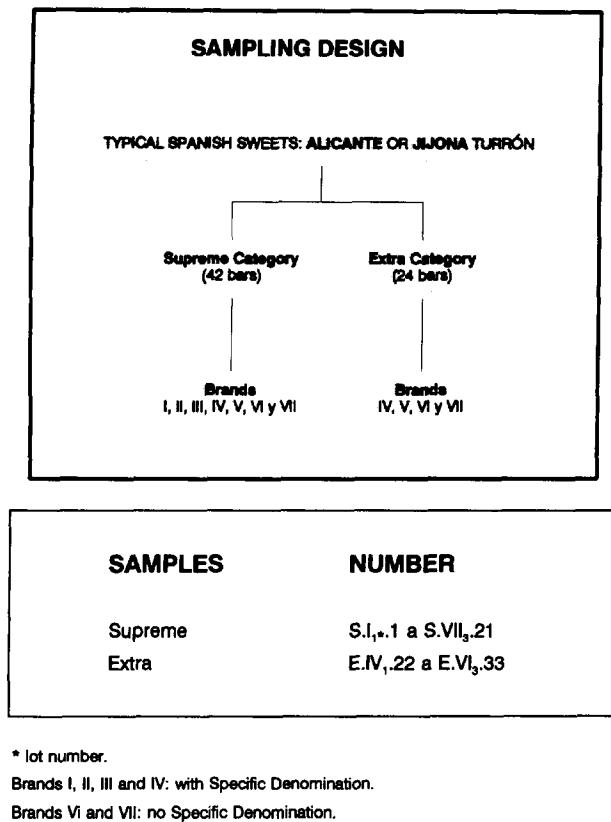 SAMPLING DESIGN
TYPICAL SPANISH SWEETS: ALICANTE OR JIJONA TURRÓN
Supreme Category
(42 bars)
Extra Category
(24 bars)
Brands
I, II, III, IV, V, VI y VII
Brands
IV, V, VI y VII
SAMPLES NUMBER
Supreme S.I₁*.1 a S.VII₃.21
Extra E.IV₁.22 a E.VI₃.33
* lot number.
Brands I, II, III and IV: with Specific Denomination.
Brands Vi and VII: no Specific Denomination.